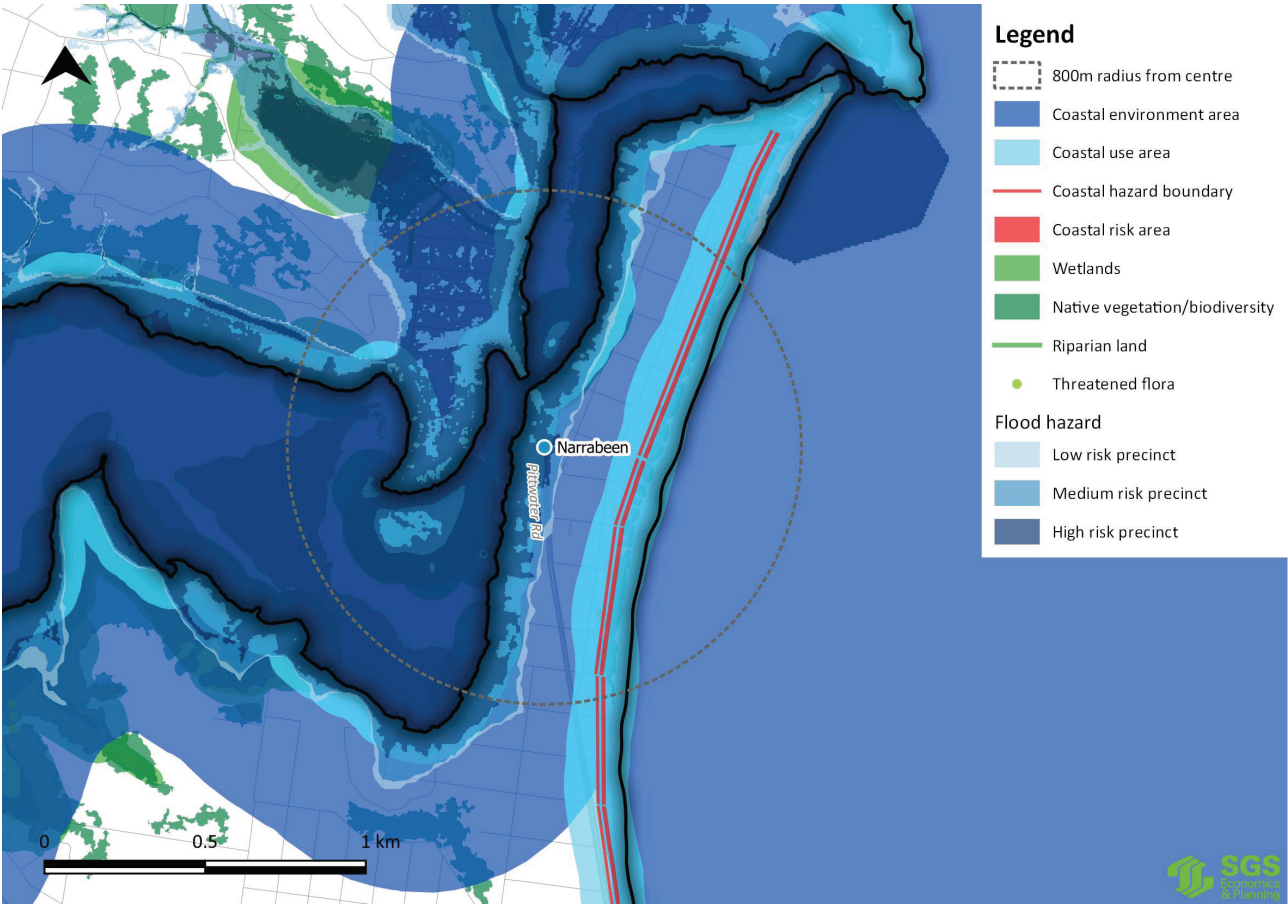 Legend
800m radius from centre
Coastal environment area
Coastal use area
Coastal hazard boundary
Coastal risk area
Wetlands
Native vegetation/biodiversity
Riparian land
Threatened flora
Flood hazard
Low risk precinct
Medium risk precinct
High risk precinct
Narrabeen
Pittwater Rd
0 0.5 1 km
SGS
Economics
& Planning